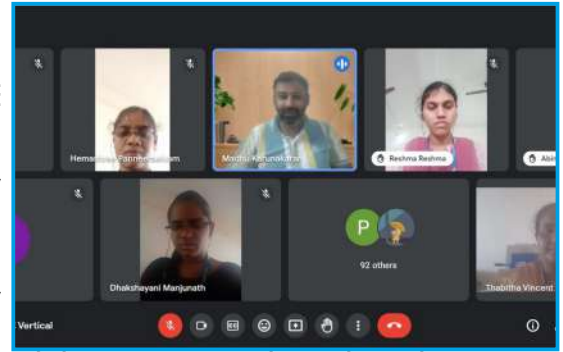 Madhu Karunakaran
Reshma Reshma
Dhakshayani Manjunath
P
92 others
Thabitha Vincent
Vertical